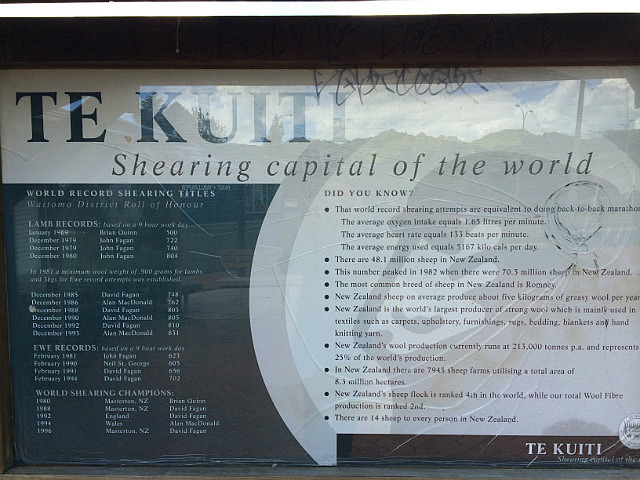 TE KUITI
Shearing capital of the world
WORLD RECORD SHEARING TITLES
Waitomo District Roll of Honour
LAMB RECORDS: based on a 9 hour work day
January 1969 Brian Quinn 500
December 1979 John Fagan 722
December 1979 John Fagan 740
December 1980 John Fagan 804
In 1981 a minimum wool weight of .900 grams for lambs
and 3kgs for Ewe record attempts was established.
December 1985 David Fagan 748
December 1986 Alan MacDonald 762
December 1988 David Fagan 805
December 1990 Alan MacDonald 805
December 1992 David Fagan 810
December 1993 Alan MacDonald 831
EWE RECORDS: based on a 9 hour work day
February 1981 John Fagan 623
February 1990 Neil St. George 605
February 1991 David Fagan 656
February 1994 David Fagan 702
WORLD SHEARING CHAMPIONS:
1980 Masterton, NZ Brian Quinn
1988 Masterton, NZ David Fagan
1992 England David Fagan
1994 Wales Alan MacDonald
1996 Masterton, NZ David Fagan
DID YOU KNOW?
• That world record shearing attempts are equivalent to doing back-to-back marathon
The average oxygen intake equals 1.65 litres per minute.
The average heart rate equals 133 beats per minute.
The average energy used equals 5167 kilo cals per day.
• There are 48.1 million sheep in New Zealand.
• This number peaked in 1982 when there were 70.3 million sheep in New Zealand.
• The most common breed of sheep in New Zealand is Romney.
• New Zealand sheep on average produce about five kilograms of greasy wool per year
• New Zealand is the world's largest producer of strong wool which is mainly used in
textiles such as carpets, upholstery, furnishings, rugs, bedding, blankets and hand
knitting yarn.
• New Zealand's wool production currently runs at 213,000 tonnes p.a. and represents
25% of the world's production.
• In New Zealand there are 7945 sheep farms utilising a total area of
8.3 million hectares.
• New Zealand's sheep flock is ranked 4th in the world, while our total Wool Fibre
production is ranked 2nd.
• There are 14 sheep to every person in New Zealand.
TE KUITI
Shearing capital of the